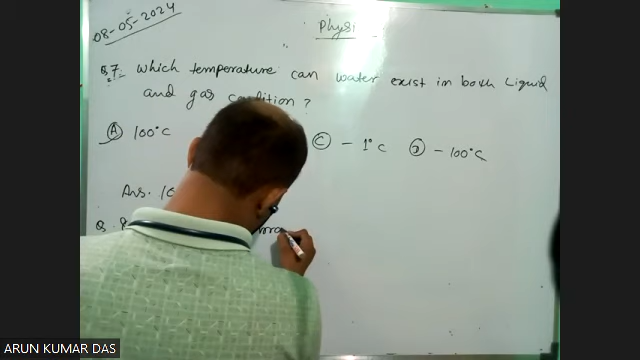 08-05-2024
Physi
Q7. Which temperature can water exist in both Liquid
and gas condition?
(A) 100°C (C) - 1°C (D) - 100°C
Ans.
Q.
ARUN KUMAR DAS